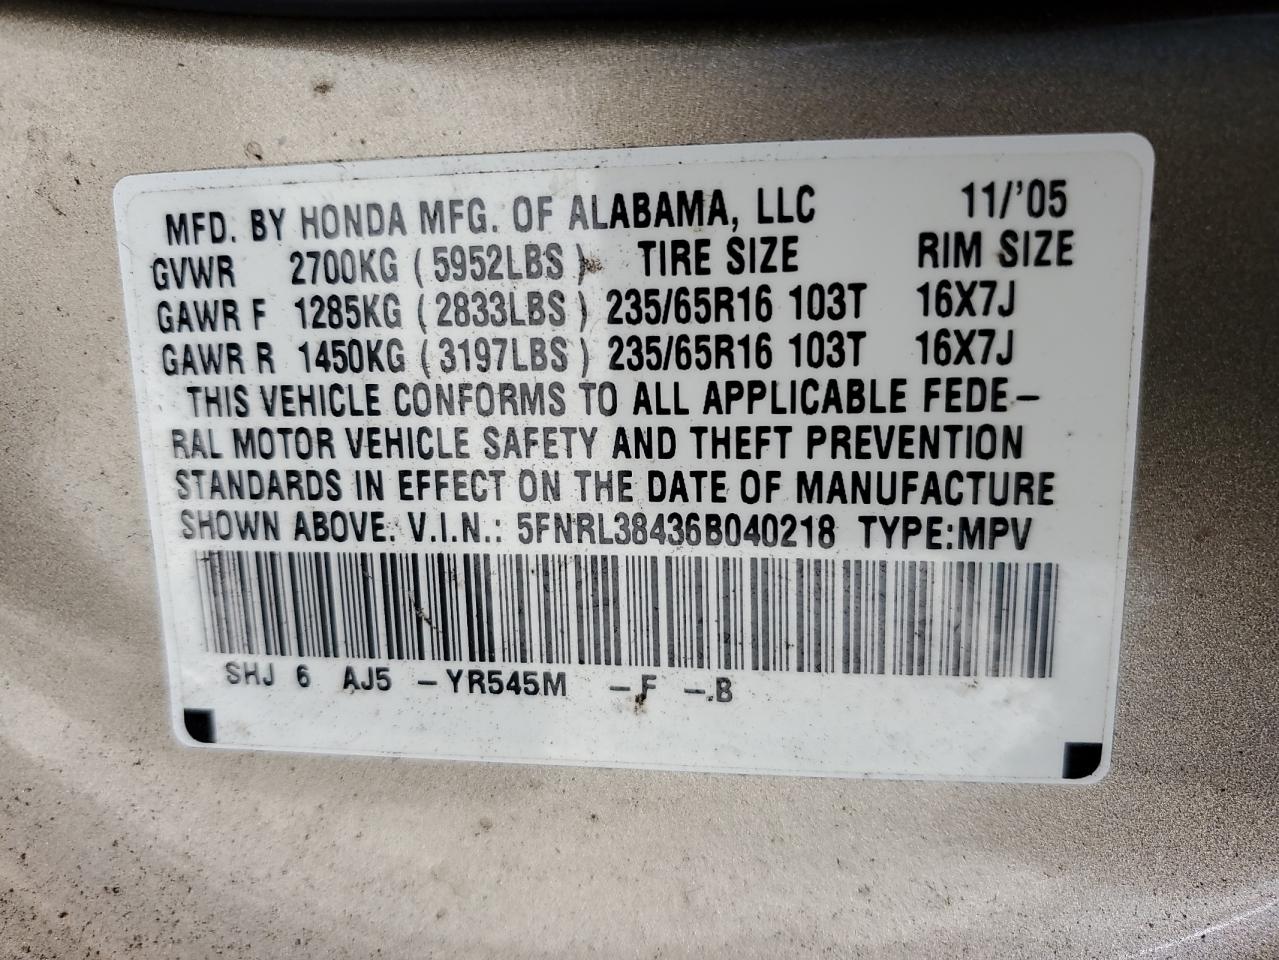 MFD. BY HONDA MFG. OF ALABAMA, LLC 11/'05
GVWR 2700KG (5952LBS) TIRE SIZE RIM SIZE
GAWR F 1285KG (2833LBS) 235/65R16 103T 16X7J
GAWR R 1450KG (3197LBS) 235/65R16 103T 16X7J
THIS VEHICLE CONFORMS TO ALL APPLICABLE FEDE-
RAL MOTOR VEHICLE SAFETY AND THEFT PREVENTION
STANDARDS IN EFFECT ON THE DATE OF MANUFACTURE
SHOWN ABOVE. V.I.N.: 5FNRL38436B040218 TYPE:MPV
SHJ 6 AJ5 -YR545M -F -B